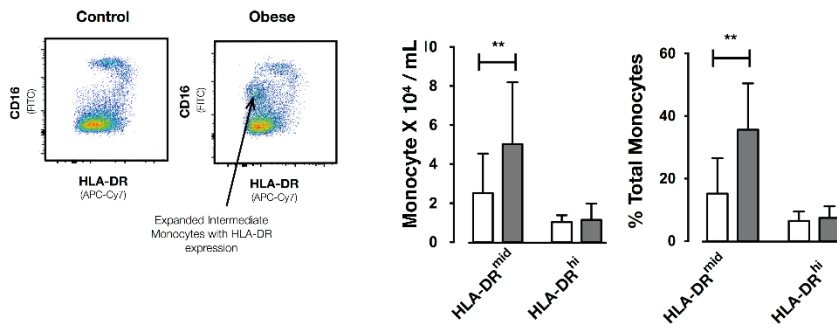 Control
Obese
CD16
(FITC)
HLA-DR
(APC-Cy7)
CD16
(FITC)
HLA-DR
(APC-Cy7)
Expanded Intermediate
Monocytes with HLA-DR
expression
Monocyte X 10⁴ / mL
10
8
6
4
2
0
**
HLA-DRᵐⁱᵈ
HLA-DRʰⁱ
% Total Monocytes
60
40
20
0
**
HLA-DRᵐⁱᵈ
HLA-DRʰⁱ